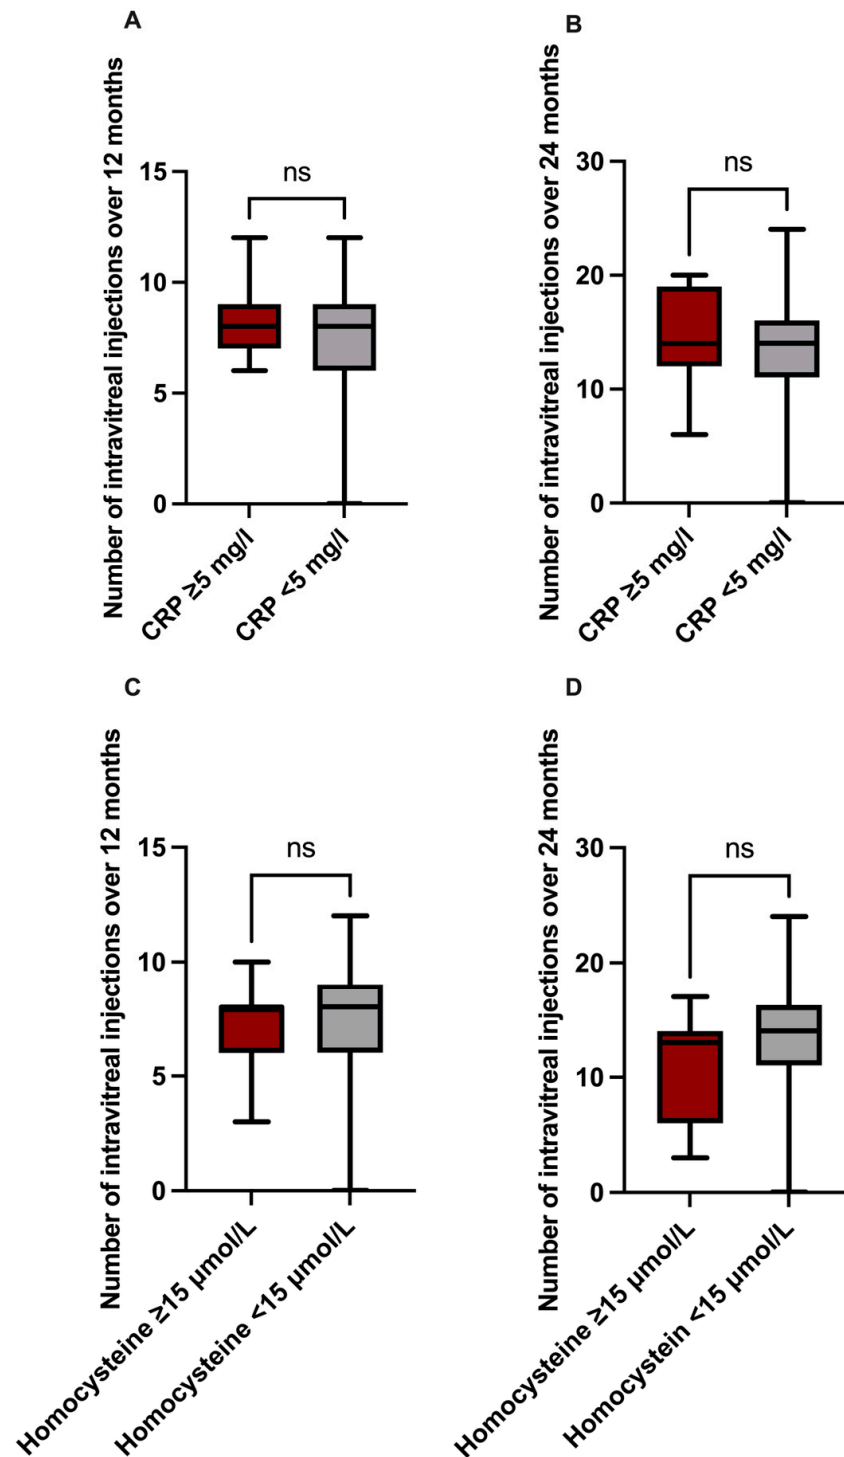 A
Number of intravitreal injections over 12 months
15
10
5
0
ns
CRP ≥5 mg/l
CRP <5 mg/l
B
Number of intravitreal injections over 24 months
30
20
10
0
ns
CRP ≥5 mg/l
CRP <5 mg/l
C
Number of intravitreal injections over 12 months
15
10
5
0
ns
Homocysteine ≥15 µmol/L
Homocysteine <15 µmol/L
D
Number of intravitreal injections over 24 months
30
20
10
0
ns
Homocysteine ≥15 µmol/L
Homocystein <15 µmol/L